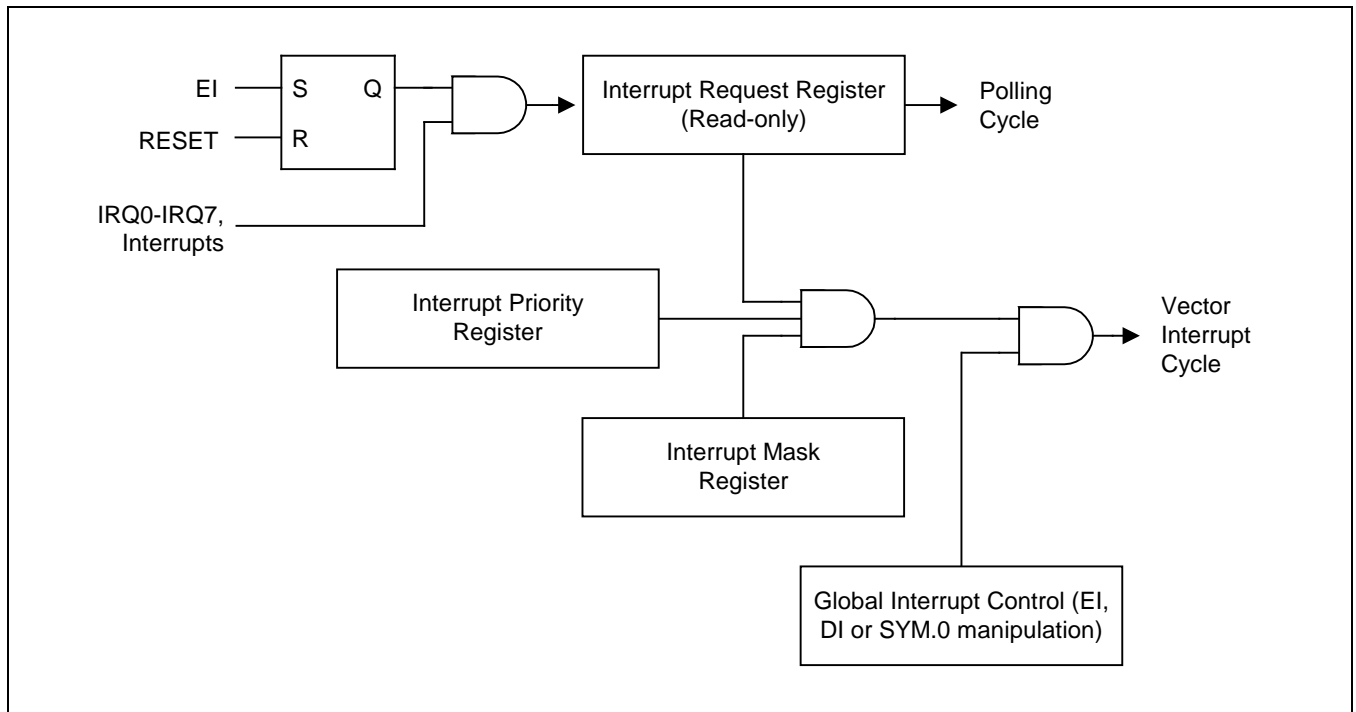 EI
S
Q
RESET
R
IRQ0-IRQ7,
Interrupts
Interrupt Request Register
(Read-only)
Polling
Cycle
Interrupt Priority
Register
Vector
Interrupt
Cycle
Interrupt Mask
Register
Global Interrupt Control (EI,
DI or SYM.0 manipulation)